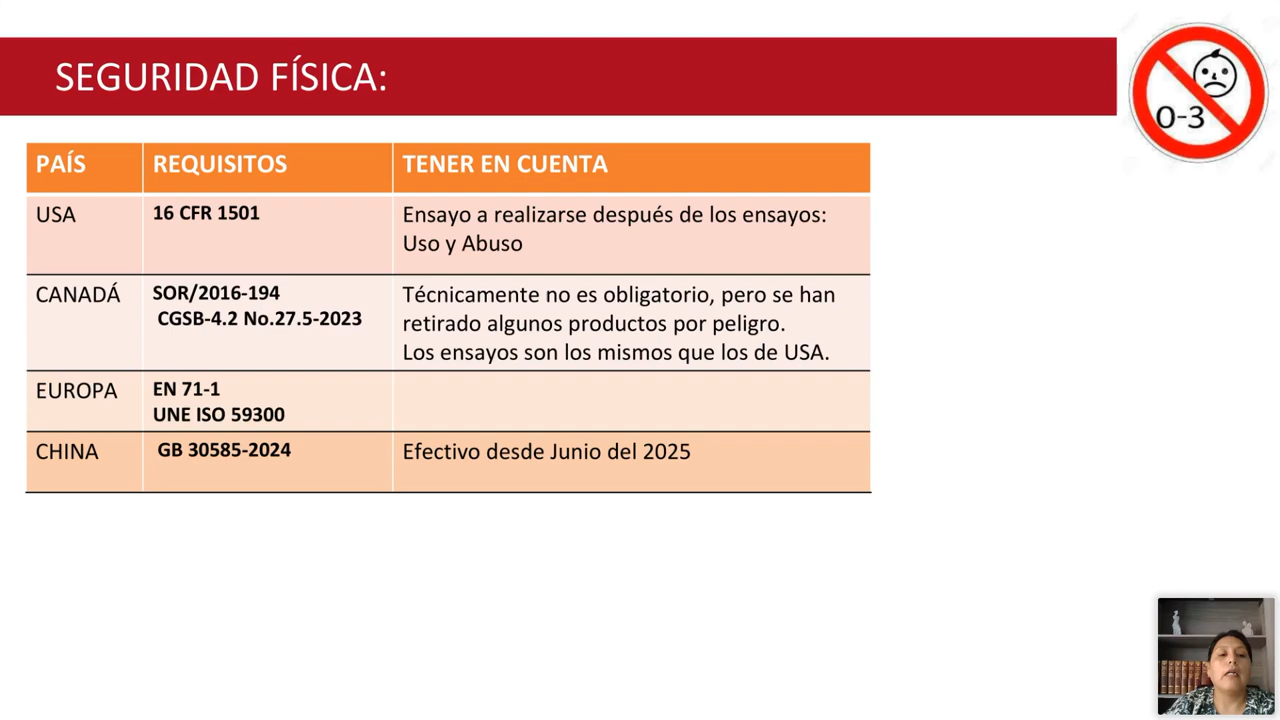 SEGURIDAD FÍSICA:
0-3
PAÍS REQUISITOS TENER EN CUENTA
USA 16 CFR 1501 Ensayo a realizarse después de los ensayos:
Uso y Abuso
CANADÁ SOR/2016-194 Técnicamente no es obligatorio, pero se han
CGSB-4.2 No.27.5-2023 retirado algunos productos por peligro.
Los ensayos son los mismos que los de USA.
EUROPA EN 71-1
UNE ISO 59300
CHINA GB 30585-2024 Efectivo desde Junio del 2025